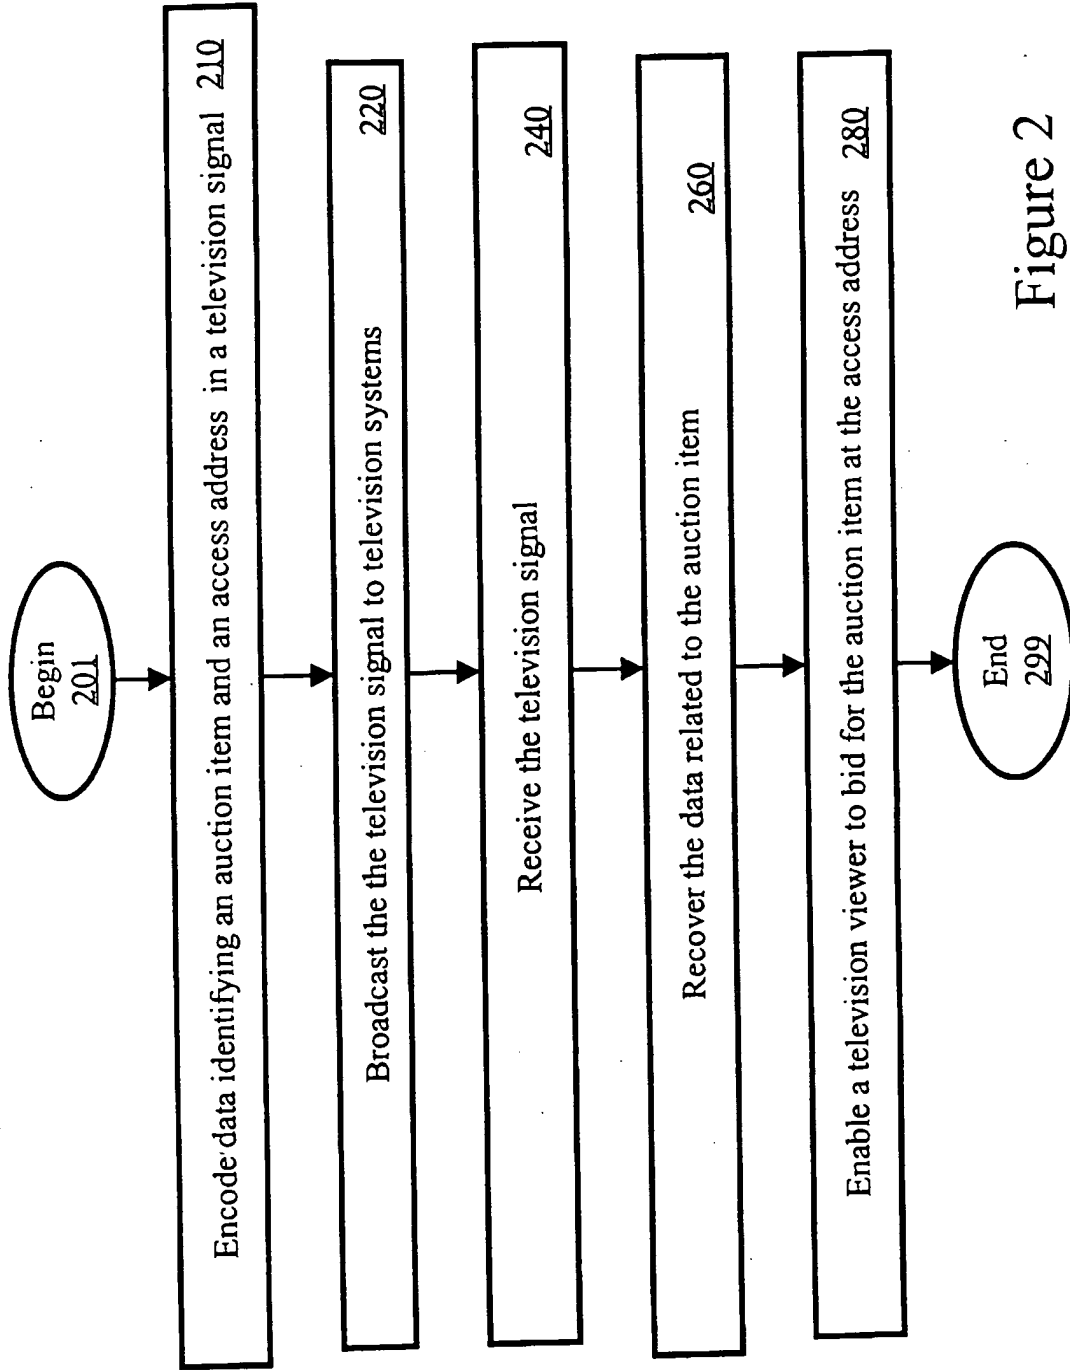 Begin
201
Encode data identifying an auction item and an access address in a television signal 210
Broadcast the the television signal to television systems 220
Receive the television signal 240
Recover the data related to the auction item 260
Enable a television viewer to bid for the auction item at the access address 280
End
299
Figure 2